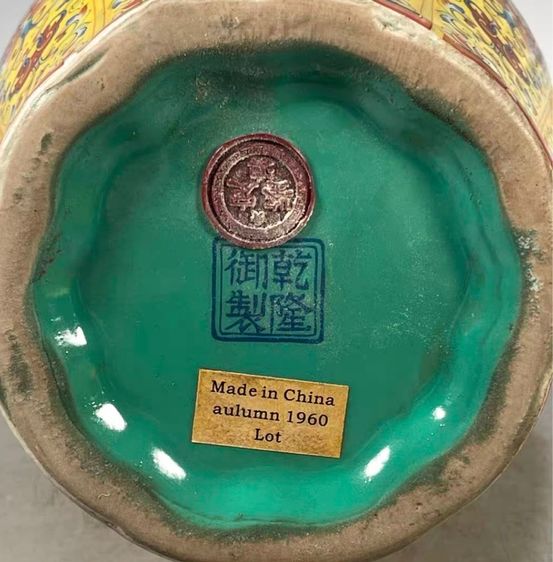 乾隆
御製
Made in China
aulumn 1960
Lot